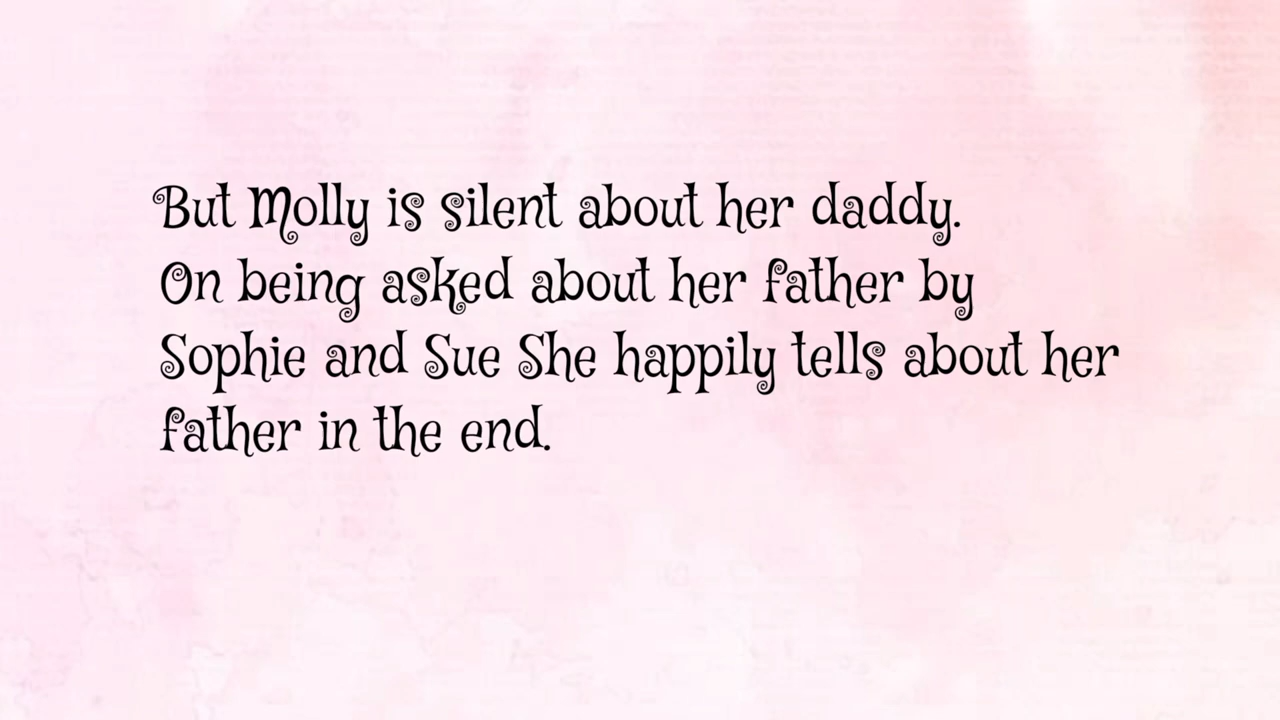 But Molly is silent about her daddy.
On being asked about her father by
Sophie and Sue She happily tells about her
father in the end.